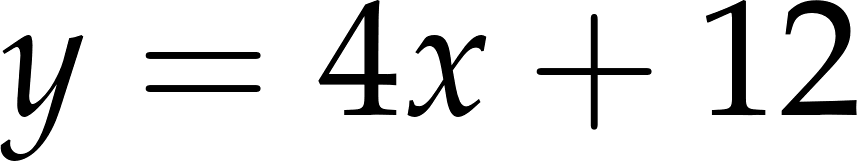 y = 4x + 12